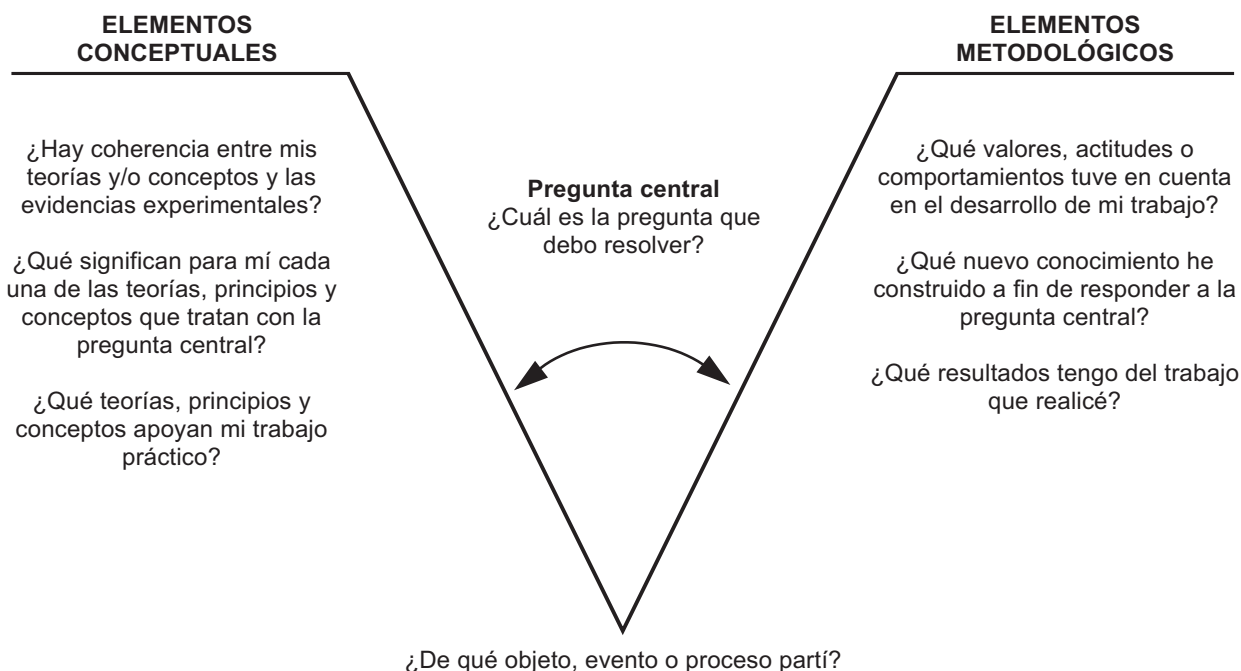 ELEMENTOS
CONCEPTUALES
¿Hay coherencia entre mis
teorías y/o conceptos y las
evidencias experimentales?
¿Qué significan para mí cada
una de las teorías, principios y
conceptos que tratan con la
pregunta central?
¿Qué teorías, principios y
conceptos apoyan mi trabajo
práctico?
Pregunta central
¿Cuál es la pregunta que
debo resolver?
ELEMENTOS
METODOLÓGICOS
¿Qué valores, actitudes o
comportamientos tuve en cuenta
en el desarrollo de mi trabajo?
¿Qué nuevo conocimiento he
construido a fin de responder a la
pregunta central?
¿Qué resultados tengo del trabajo
que realicé?
¿De qué objeto, evento o proceso partí?